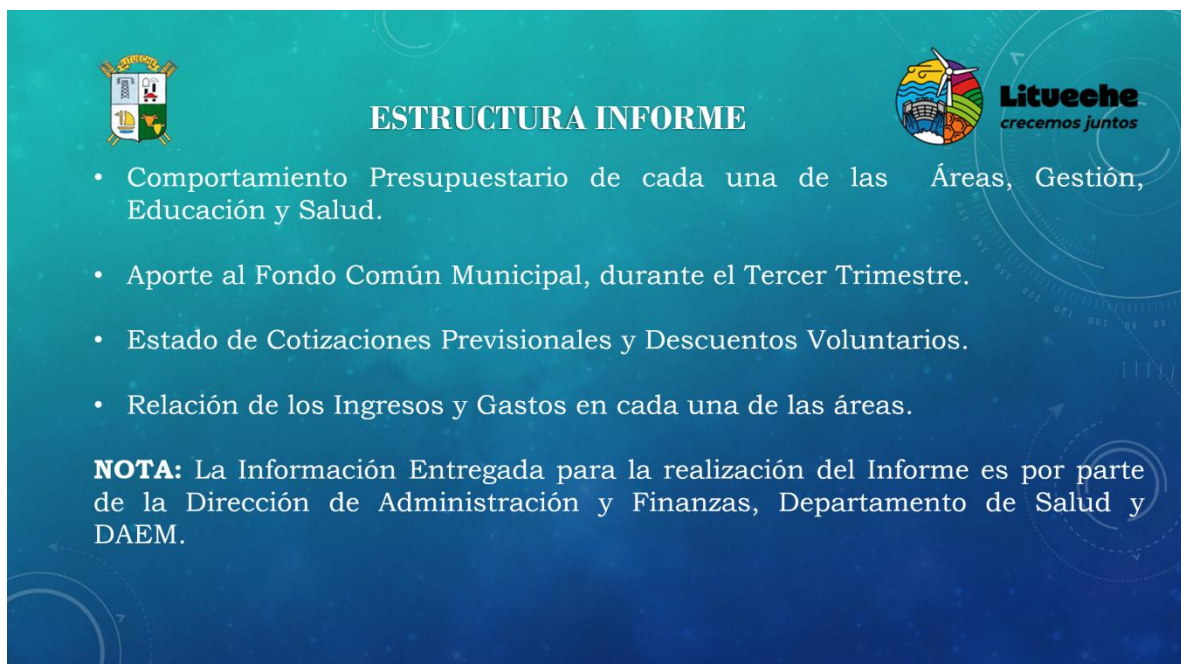 LITUECHE
ESTRUCTURA INFORME
Litueche
crecemos juntos
• Comportamiento Presupuestario de cada una de las Áreas, Gestión,
Educación y Salud.
• Aporte al Fondo Común Municipal, durante el Tercer Trimestre.
• Estado de Cotizaciones Previsionales y Descuentos Voluntarios.
• Relación de los Ingresos y Gastos en cada una de las áreas.
NOTA: La Información Entregada para la realización del Informe es por parte
de la Dirección de Administración y Finanzas, Departamento de Salud y
DAEM.